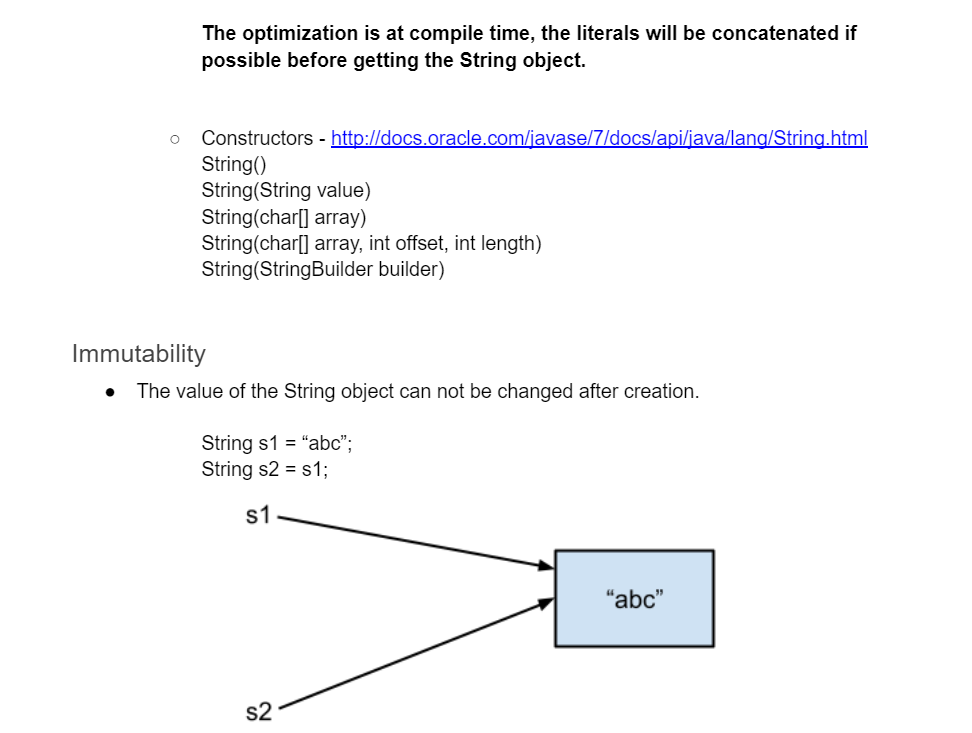 The optimization is at compile time, the literals will be concatenated if
possible before getting the String object.
○ Constructors - http://docs.oracle.com/javase/7/docs/api/java/lang/String.html
String()
String(String value)
String(char[] array)
String(char[] array, int offset, int length)
String(StringBuilder builder)
Immutability
● The value of the String object can not be changed after creation.
String s1 = “abc”;
String s2 = s1;
s1
“abc”
s2